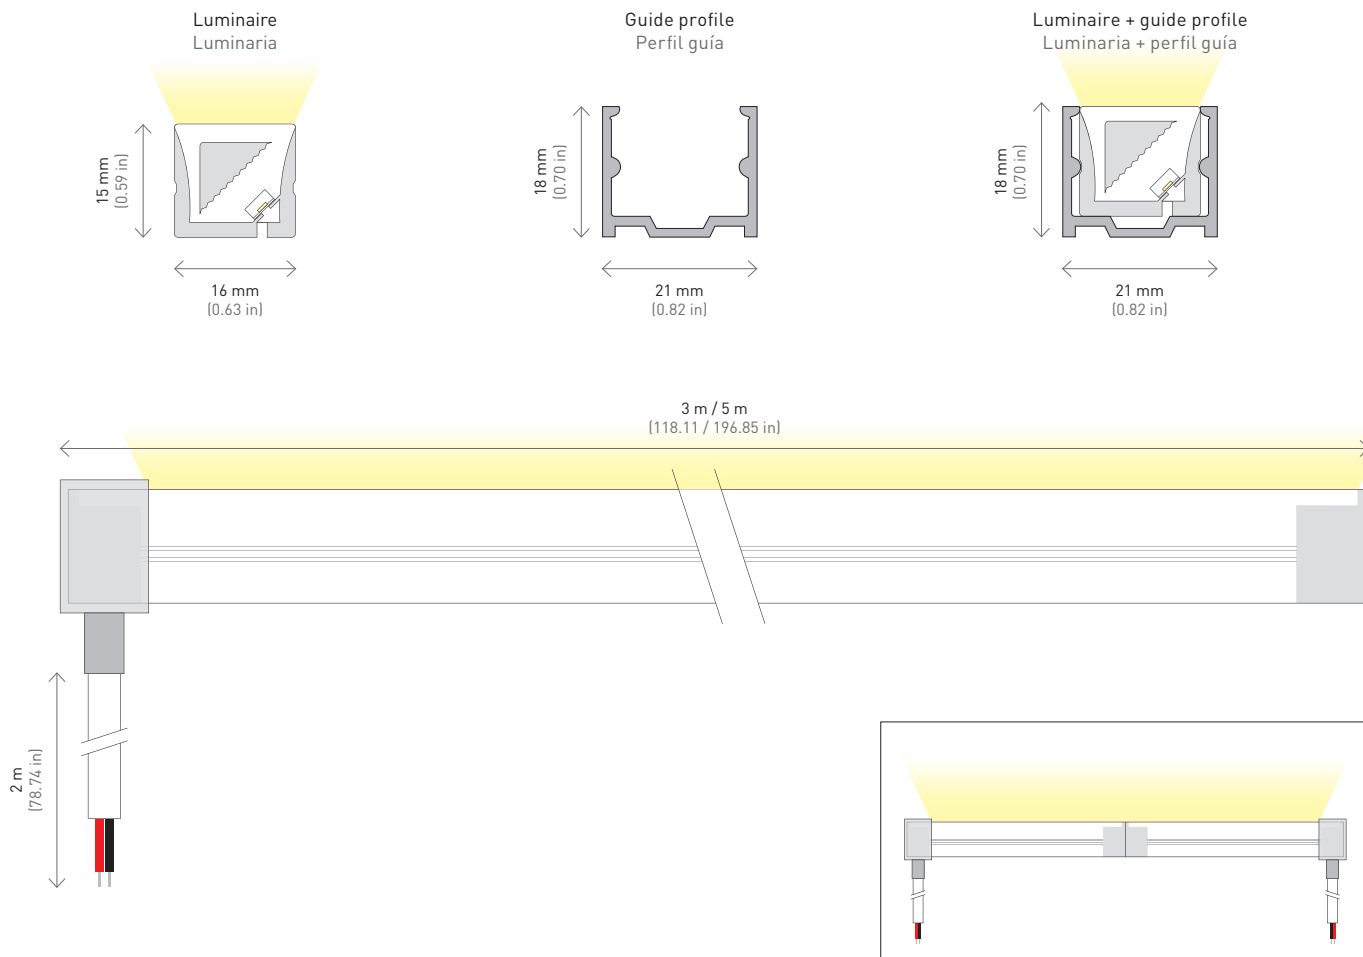 Luminaire
Luminaria
Guide profile
Perfil guía
Luminaire + guide profile
Luminaria + perfil guía
15 mm
(0.59 in)
16 mm
(0.63 in)
18 mm
(0.70 in)
21 mm
(0.82 in)
18 mm
(0.70 in)
21 mm
(0.82 in)
3 m / 5 m
(118.11 / 196.85 in)
2 m
(78.74 in)